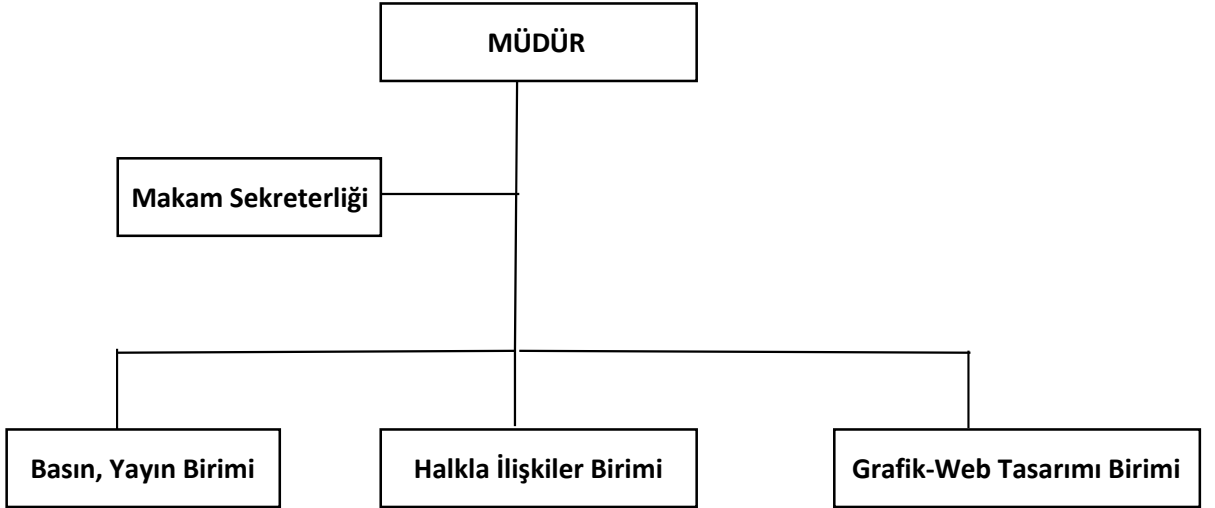 MÜDÜR
Makam Sekreterliği
Basın, Yayın Birimi
Halkla İlişkiler Birimi
Grafik-Web Tasarımı Birimi